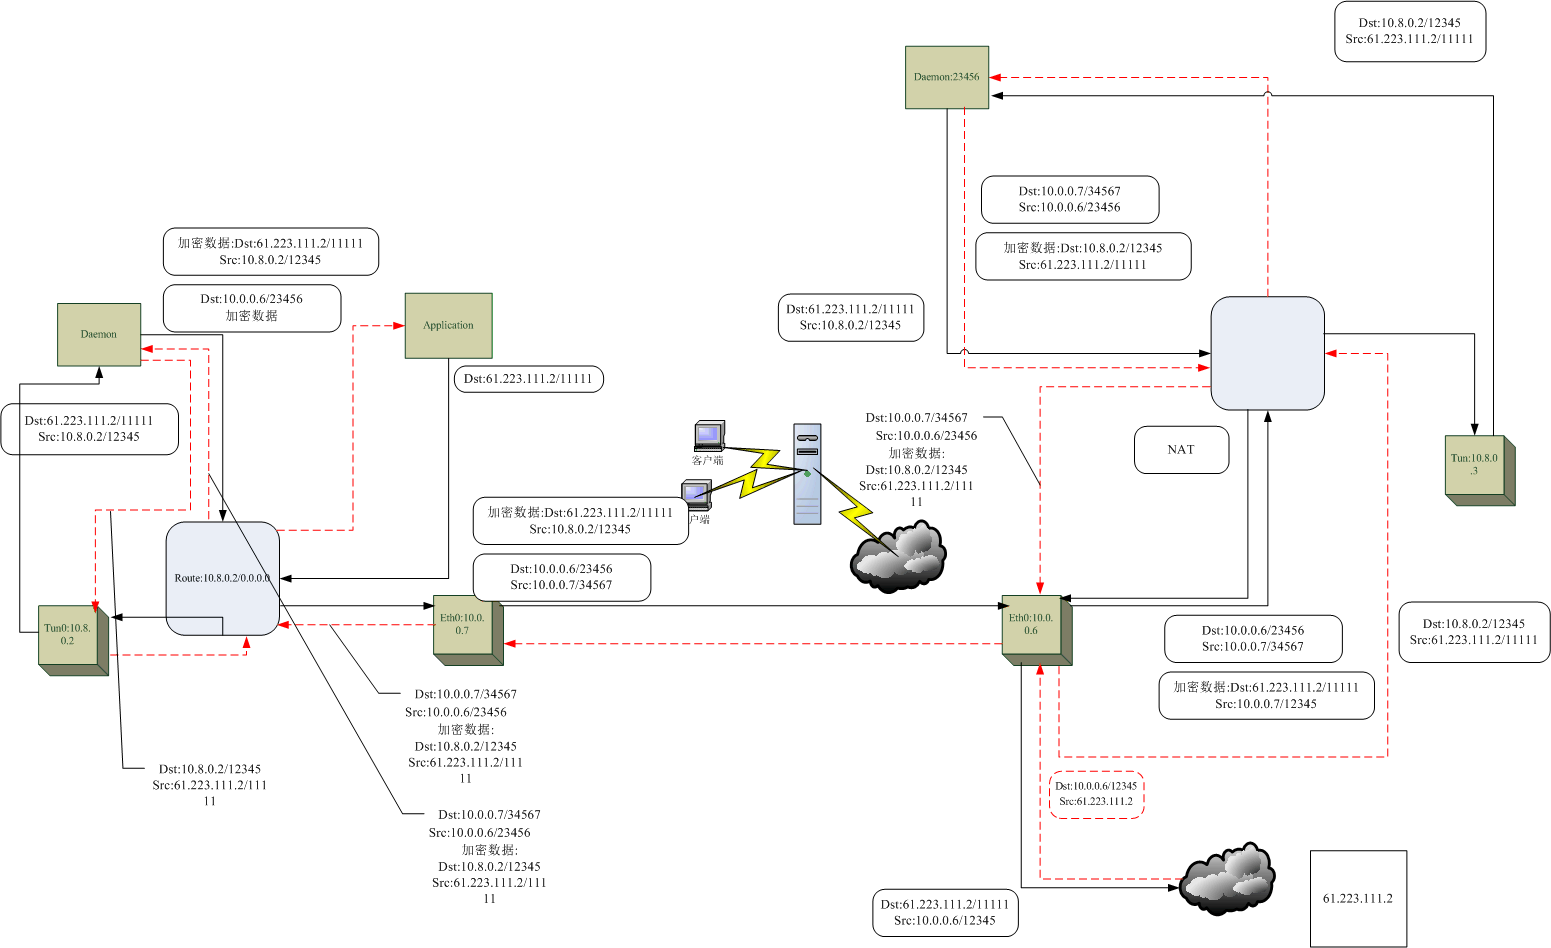 Dst:10.8.0.2/12345
Src:61.223.111.2/11111
Daemon:23456
Dst:10.0.0.7/34567
Src:10.0.0.6/23456
加密数据:Dst:10.8.0.2/12345
Src:61.223.111.2/11111
加密数据:Dst:61.223.111.2/11111
Src:10.8.0.2/12345
Dst:10.0.0.6/23456
加密数据
Daemon
Application
Dst:61.223.111.2/11111
Src:10.8.0.2/12345
Dst:61.223.111.2/11111
Dst:61.223.111.2/11111
Src:10.8.0.2/12345
Dst:10.0.0.7/34567
Src:10.0.0.6/23456
加密数据:
Dst:10.8.0.2/12345
Src:61.223.111.2/111
11
NAT
Tun:10.8.0
.3
客户端
户端
加密数据:Dst:61.223.111.2/11111
Src:10.8.0.2/12345
Dst:10.0.0.6/23456
Src:10.0.0.7/34567
Route:10.8.0.2/0.0.0.0
Tun0:10.8.
0.2
Eth0:10.0.
0.7
Eth0:10.0.
0.6
Dst:10.0.0.6/23456
Src:10.0.0.7/34567
Dst:10.8.0.2/12345
Src:61.223.111.2/11111
加密数据:Dst:61.223.111.2/11111
Src:10.0.0.7/12345
Dst:10.0.0.7/34567
Src:10.0.0.6/23456
加密数据:
Dst:10.8.0.2/12345
Src:61.223.111.2/111
11
Dst:10.8.0.2/12345
Src:61.223.111.2/111
11
Dst:10.0.0.6/12345
Src:61.223.111.2
Dst:10.0.0.7/34567
Src:10.0.0.6/23456
加密数据:
Dst:10.8.0.2/12345
Src:61.223.111.2/111
11
Dst:61.223.111.2/11111
Src:10.0.0.6/12345
61.223.111.2